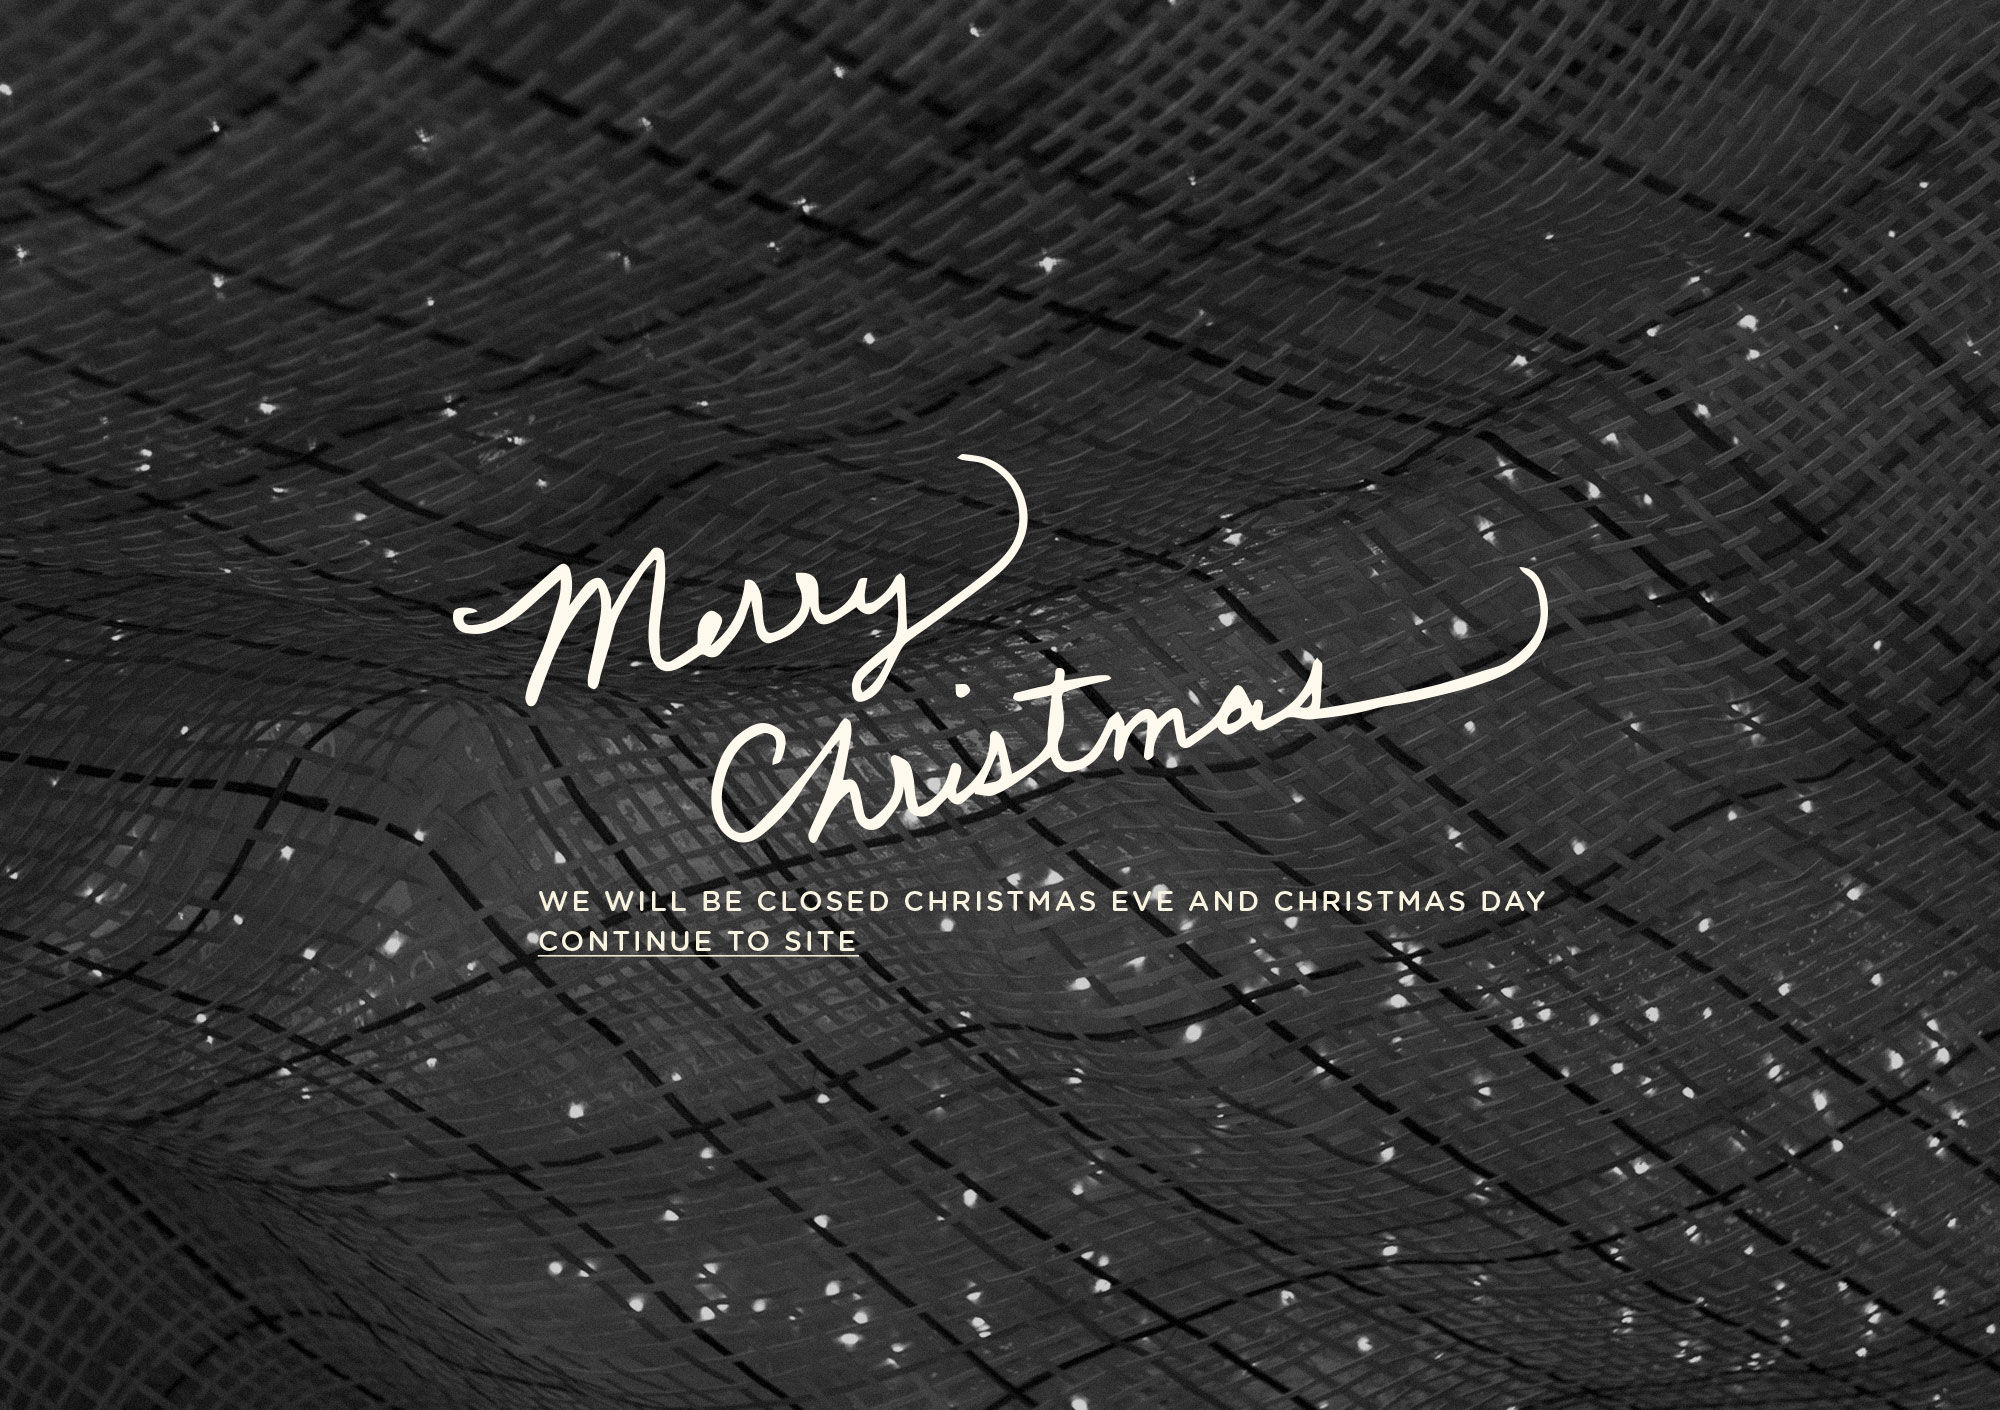 Merry
Christmas
WE WILL BE CLOSED CHRISTMAS EVE AND CHRISTMAS DAY
CONTINUE TO SITE